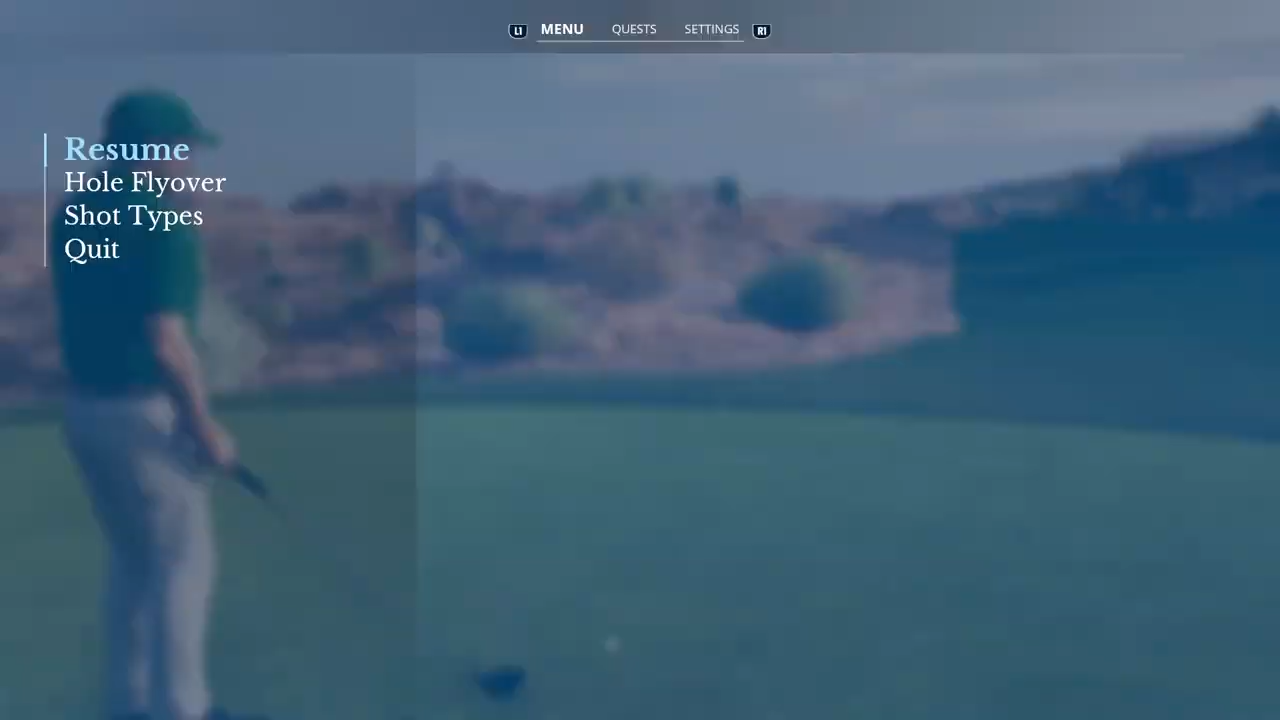 L1 MENU QUESTS SETTINGS R1
Resume
Hole Flyover
Shot Types
Quit